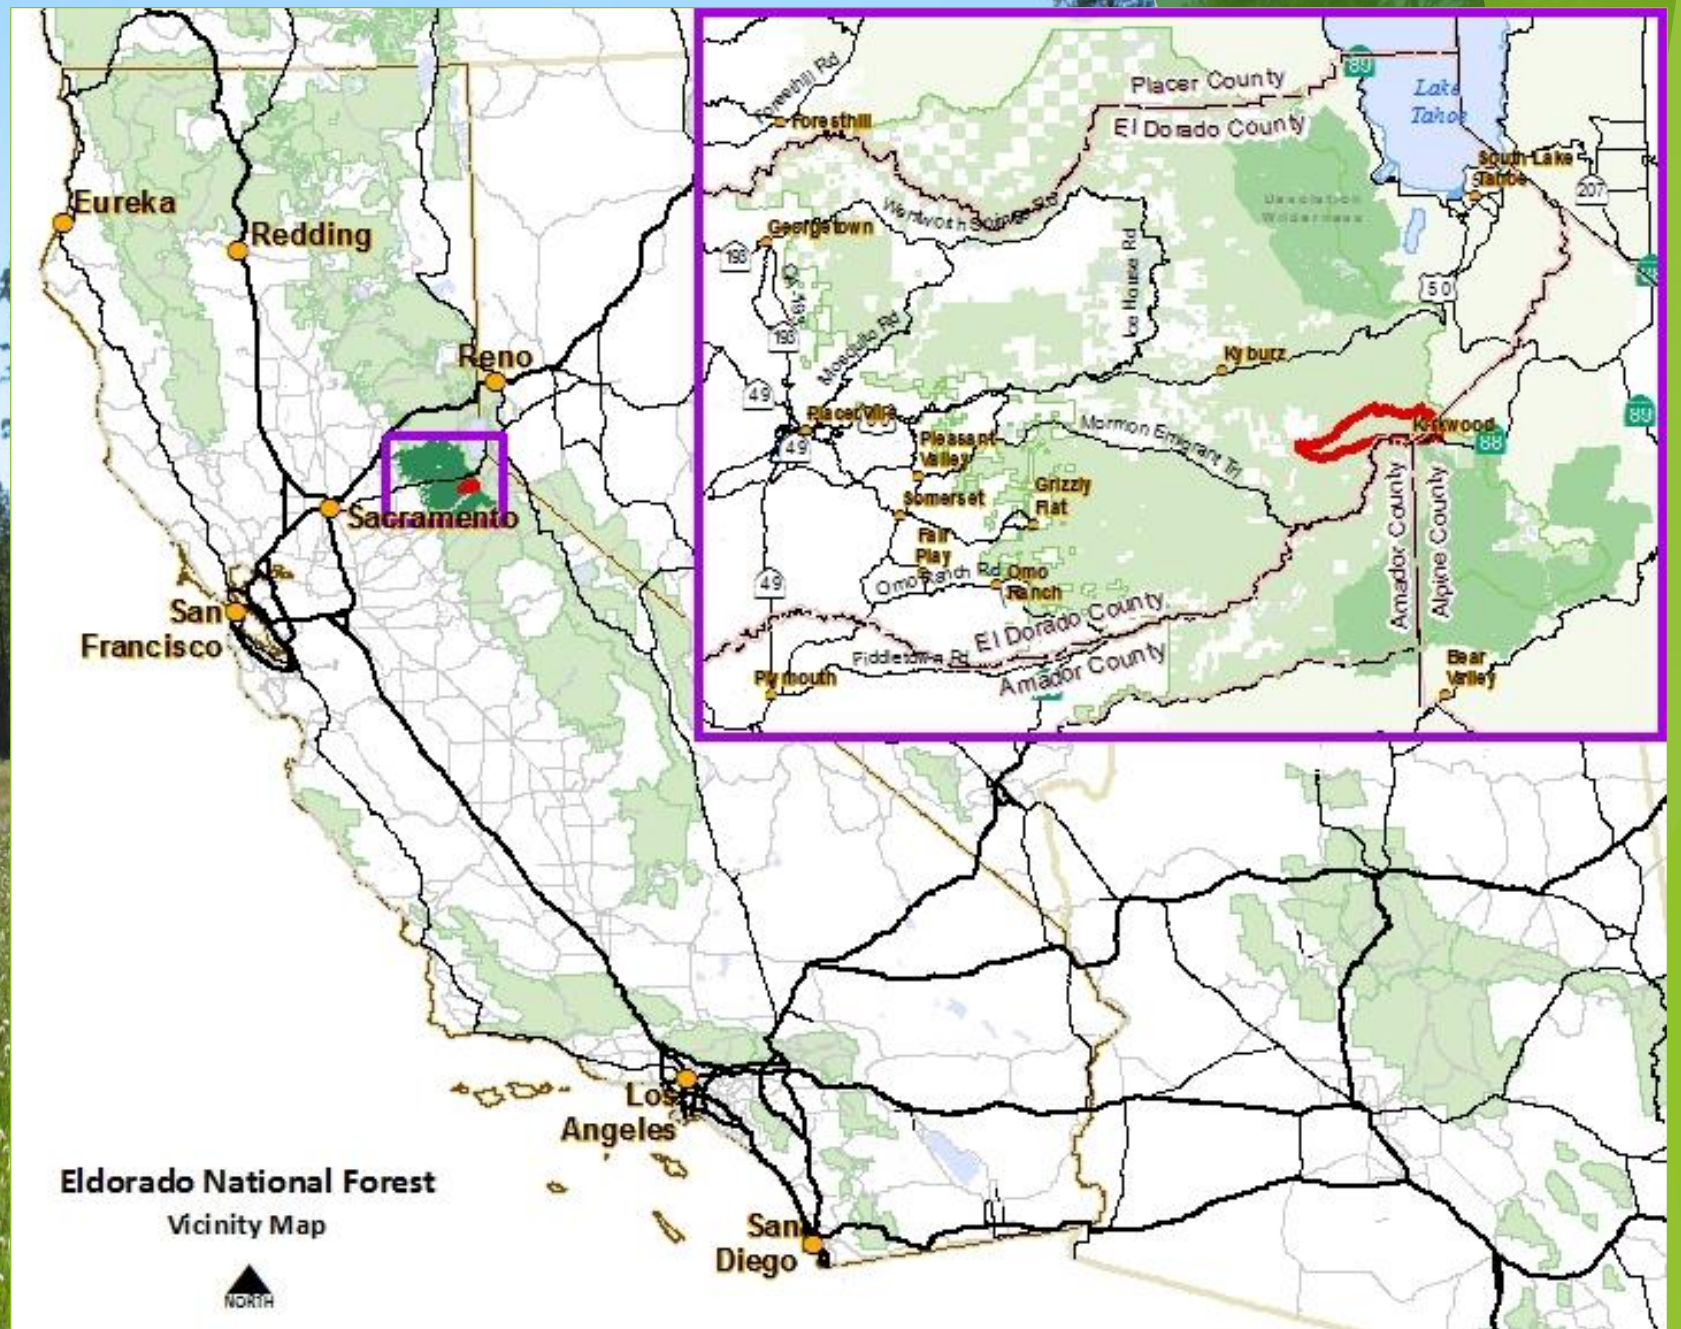 Eureka
Redding
Reno
Sacramento
San
Francisco
Los
Angeles
San
Diego
Eldorado National Forest
Vicinity Map
NORTH
Foresthill Rd
Foresthill
Placer County
El Dorado County
89
Lake
Tahoe
South Lake
Tahoe
207
Desolation
Wilderness
Wentworth Springs Rd
Georgetown
193
193
Ice House Rd
50
Mosquito Rd
Kyburz
49
Placerville
49
Pleasant
Valley
Mormon Emigrant Trl
Kirkwood
88
89
Somerset
Grizzly
Flat
Fair
Play
Omo Ranch Rd
Omo
Ranch
Amador County
Alpine County
49
El Dorado County
Amador County
Fiddletown Rd
Plymouth
Bear
Valley